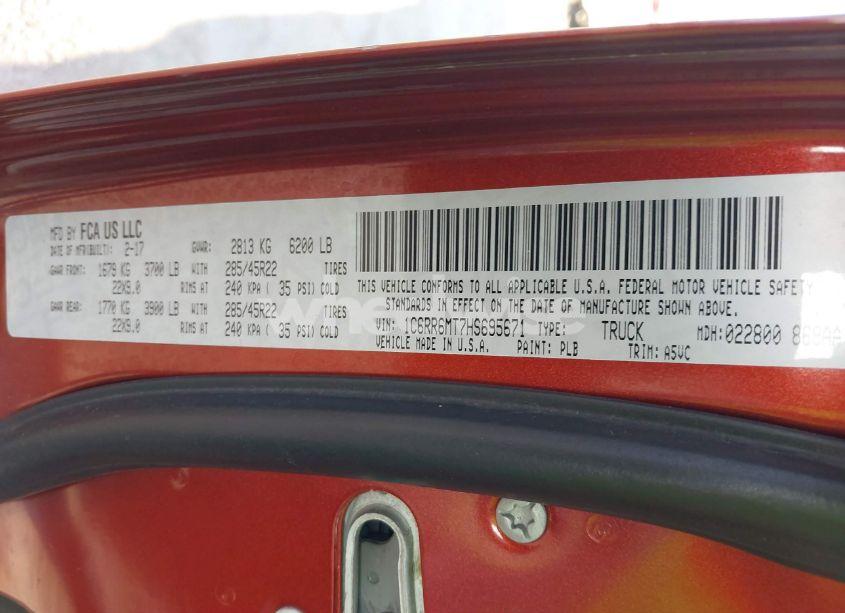 MFD BY FCA US LLC
DATE OF MFR(BUILT): 2-17 GVWR: 2813 KG 6200 LB
GAWR FRONT: 1679 KG 3700 LB WITH 285/45R22 TIRES
22X9.0 RIMS AT 240 KPA ( 35 PSI) COLD
GAWR REAR: 1770 KG 3900 LB WITH 285/45R22 TIRES
22X9.0 RIMS AT 240 KPA ( 35 PSI) COLD
THIS VEHICLE CONFORMS TO ALL APPLICABLE U.S.A. FEDERAL MOTOR VEHICLE SAFETY
STANDARDS IN EFFECT ON THE DATE OF MANUFACTURE SHOWN ABOVE.
VIN: 1C6RR6MT7HS695671 TYPE: TRUCK MDH: 022800 869AA
VEHICLE MADE IN U.S.A. PAINT: PLB TRIM: A5VC